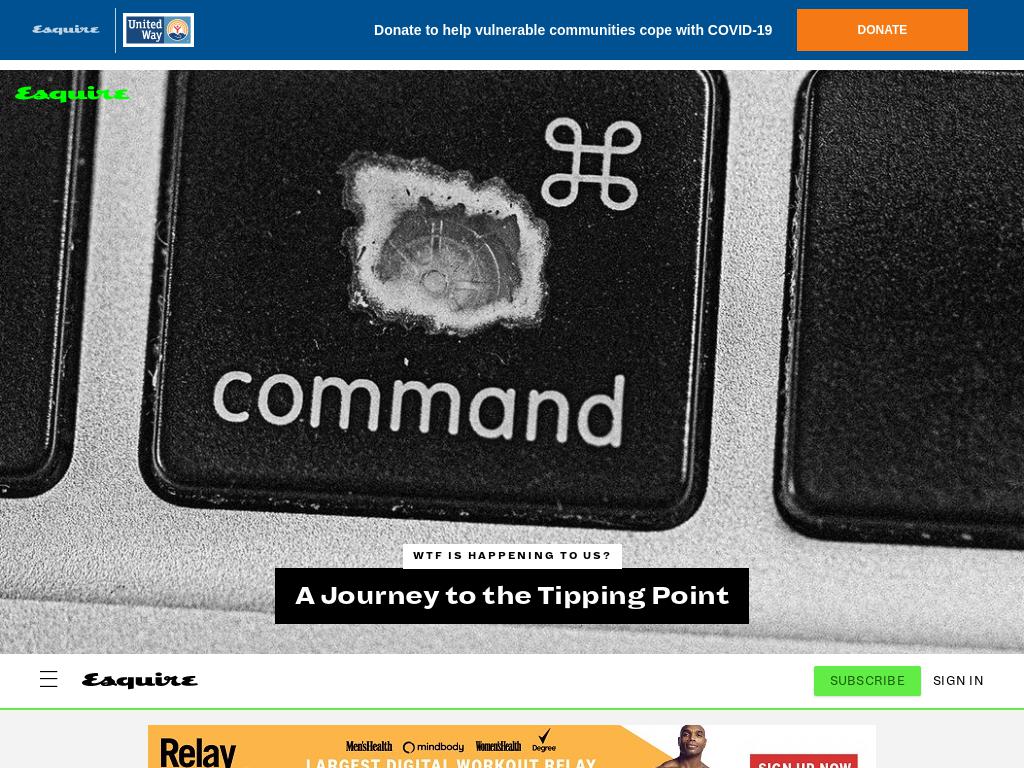 Esquire
United
Way
Donate to help vulnerable communities cope with COVID-19
DONATE
Esquire
command
WTF IS HAPPENING TO US?
A Journey to the Tipping Point
Esquire
SUBSCRIBE
SIGN IN
Relay
Men'sHealth
mindbody
Women'sHealth
Degree
LARGEST DIGITAL WORKOUT RELAY
SIGN UP NOW